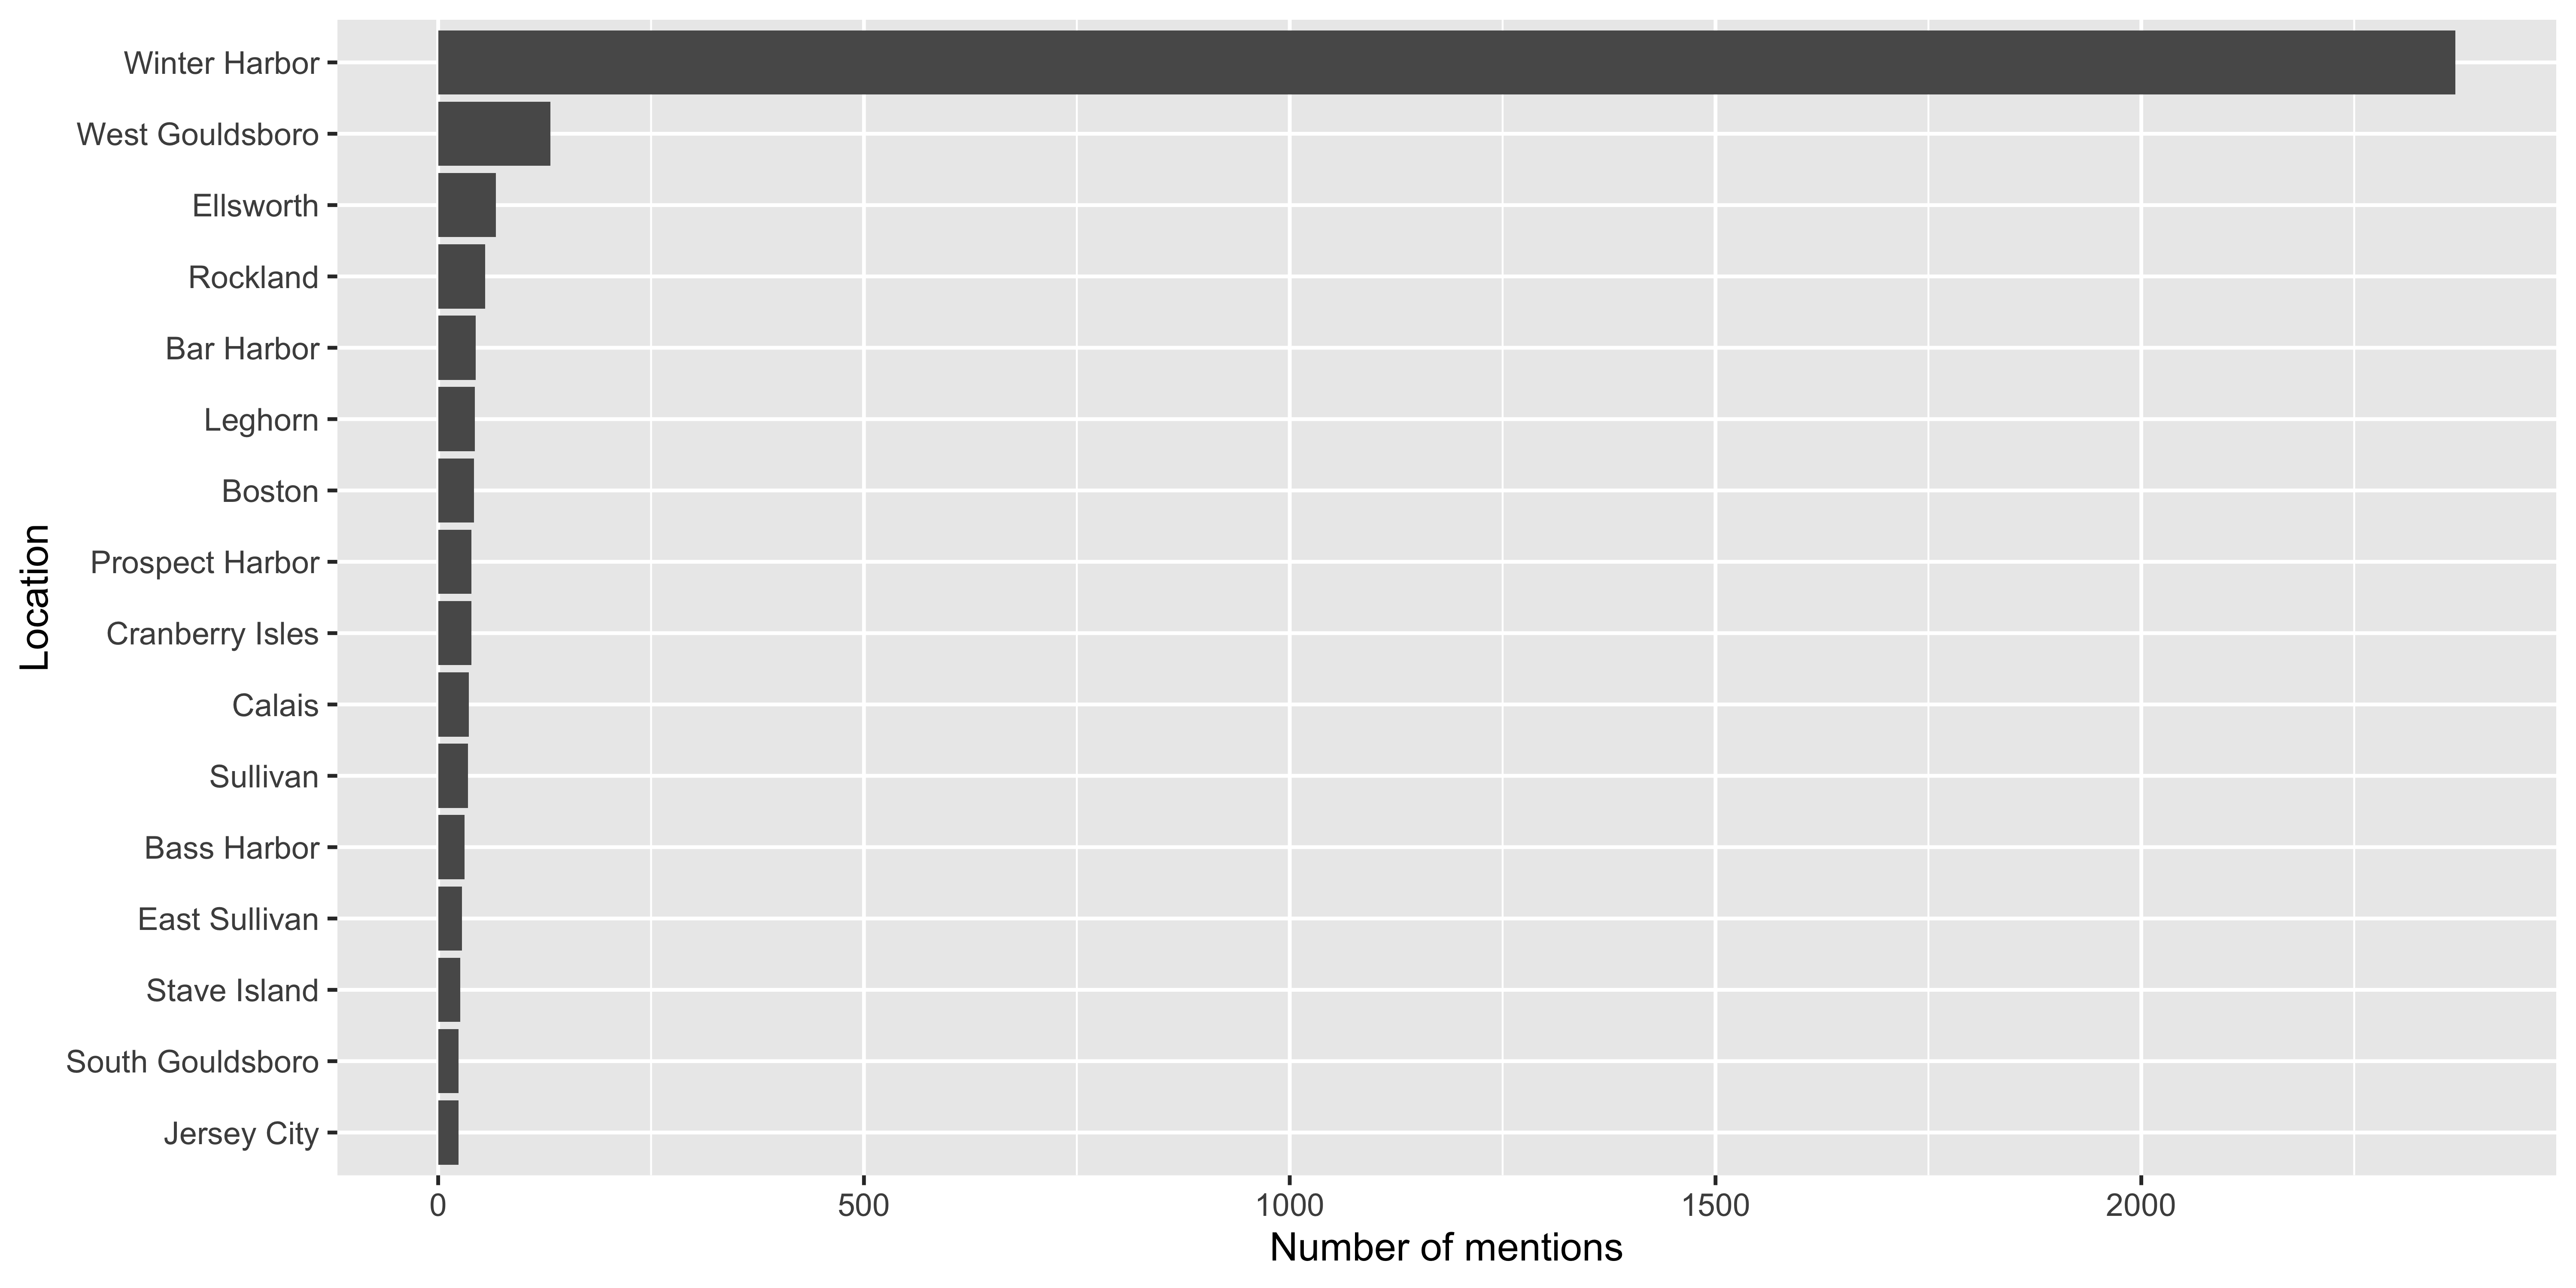 Winter Harbor
West Gouldsboro
Ellsworth
Rockland
Bar Harbor
Leghorn
Boston
Prospect Harbor
Cranberry Isles
Calais
Sullivan
Bass Harbor
East Sullivan
Stave Island
South Gouldsboro
Jersey City
Location
0 500 1000 1500 2000
Number of mentions